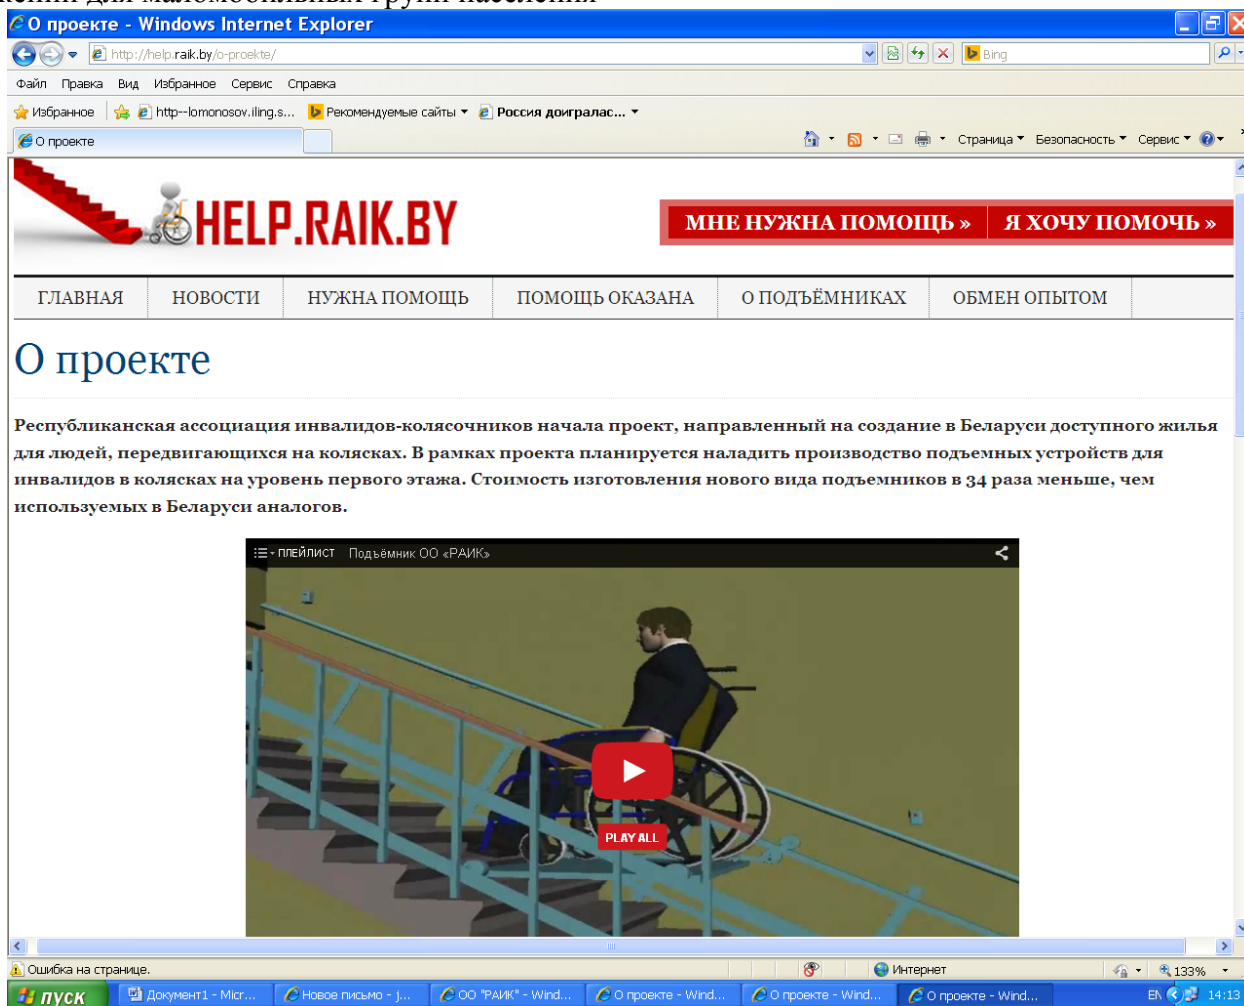 для маломобильных групп населения
О проекте - Windows Internet Explorer
http://help.raik.by/o-proekte/
Bing
Файл Правка Вид Избранное Сервис Справка
Избранное http--lomonosov.iling.s... Рекомендуемые сайты Россия доигралас...
О проекте
Страница Безопасность Сервис
HELP.RAIK.BY
МНЕ НУЖНА ПОМОЩЬ » Я ХОЧУ ПОМОЧЬ »
ГЛАВНАЯ НОВОСТИ НУЖНА ПОМОЩЬ ПОМОЩЬ ОКАЗАНА О ПОДЪЁМНИКАХ ОБМЕН ОПЫТОМ
О проекте
Республиканская ассоциация инвалидов-колясочников начала проект, направленный на создание в Беларуси доступного жилья
для людей, передвигающихся на колясках. В рамках проекта планируется наладить производство подъемных устройств для
инвалидов в колясках на уровень первого этажа. Стоимость изготовления нового вида подъемников в 34 раза меньше, чем
используемых в Беларуси аналогов.
ПЛЕЙЛИСТ Подъёмник ОО «РАИК»
PLAY ALL
Ошибка на странице.
Интернет
133%
пуск
Документ1 - Micr...
Новое письмо - j...
ОО "РАИК" - Wind...
О проекте - Wind...
О проекте - Wind...
О проекте - Wind...
EN
14:13